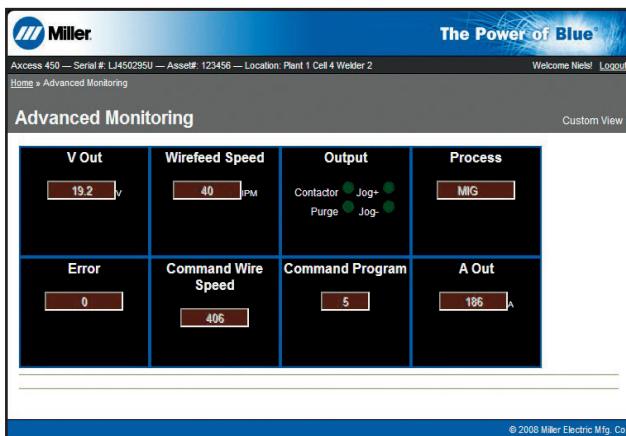 Miller
The Power of Blue®
Axcess 450 — Serial #: LJ450295U — Asset#: 123456 — Location: Plant 1 Cell 4 Welder 2 Welcome Niels! Logout
Home » Advanced Monitoring
Advanced Monitoring
Custom View
V Out Wirefeed Speed Output Process
19.2 V 40 IPM Contactor Jog+ MIG
Purge Jog-
Error Command Wire Speed Command Program A Out
0 406 5 186 A
© 2008 Miller Electric Mfg. Co